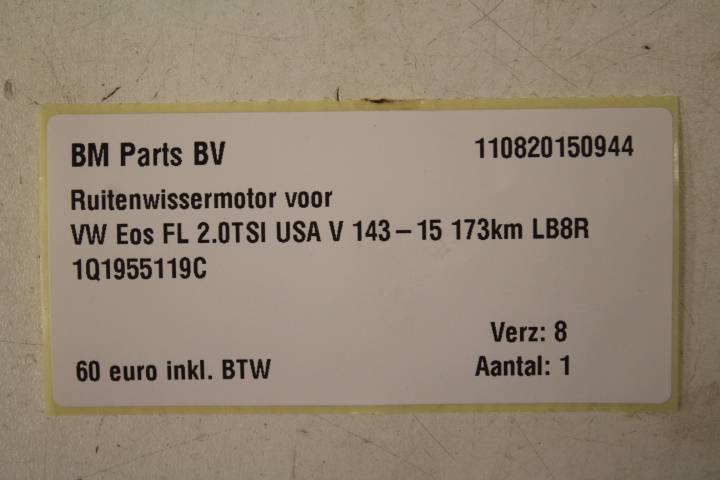 BM Parts BV 110820150944
Ruitenwissermotor voor
VW Eos FL 2.0TSI USA V 143-15 173km LB8R
1Q1955119C
Verz: 8
60 euro inkl. BTW Aantal: 1